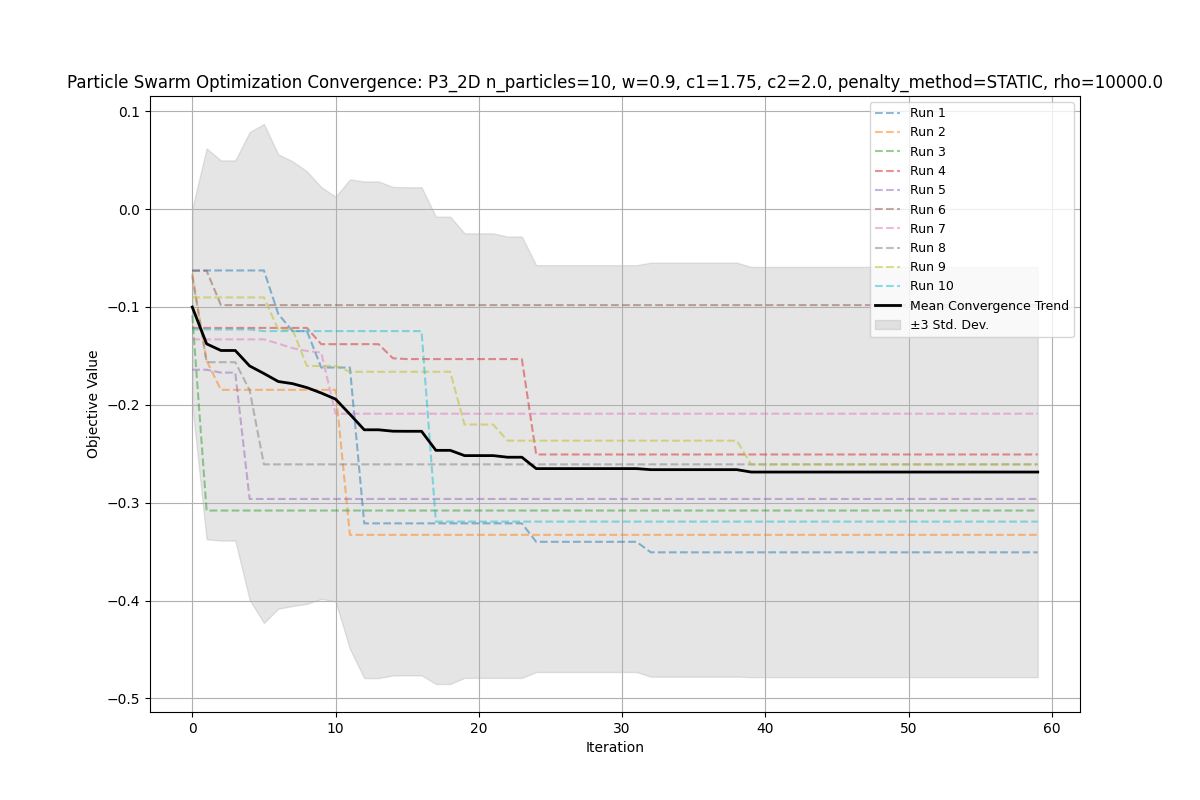 Particle Swarm Optimization Convergence: P3_2D n_particles=10, w=0.9, c1=1.75, c2=2.0, penalty_method=STATIC, rho=10000.0
0.1
0.0
−0.1
−0.2
−0.3
−0.4
−0.5
Objective Value
0 10 20 30 40 50 60
Iteration
Run 1
Run 2
Run 3
Run 4
Run 5
Run 6
Run 7
Run 8
Run 9
Run 10
Mean Convergence Trend
±3 Std. Dev.